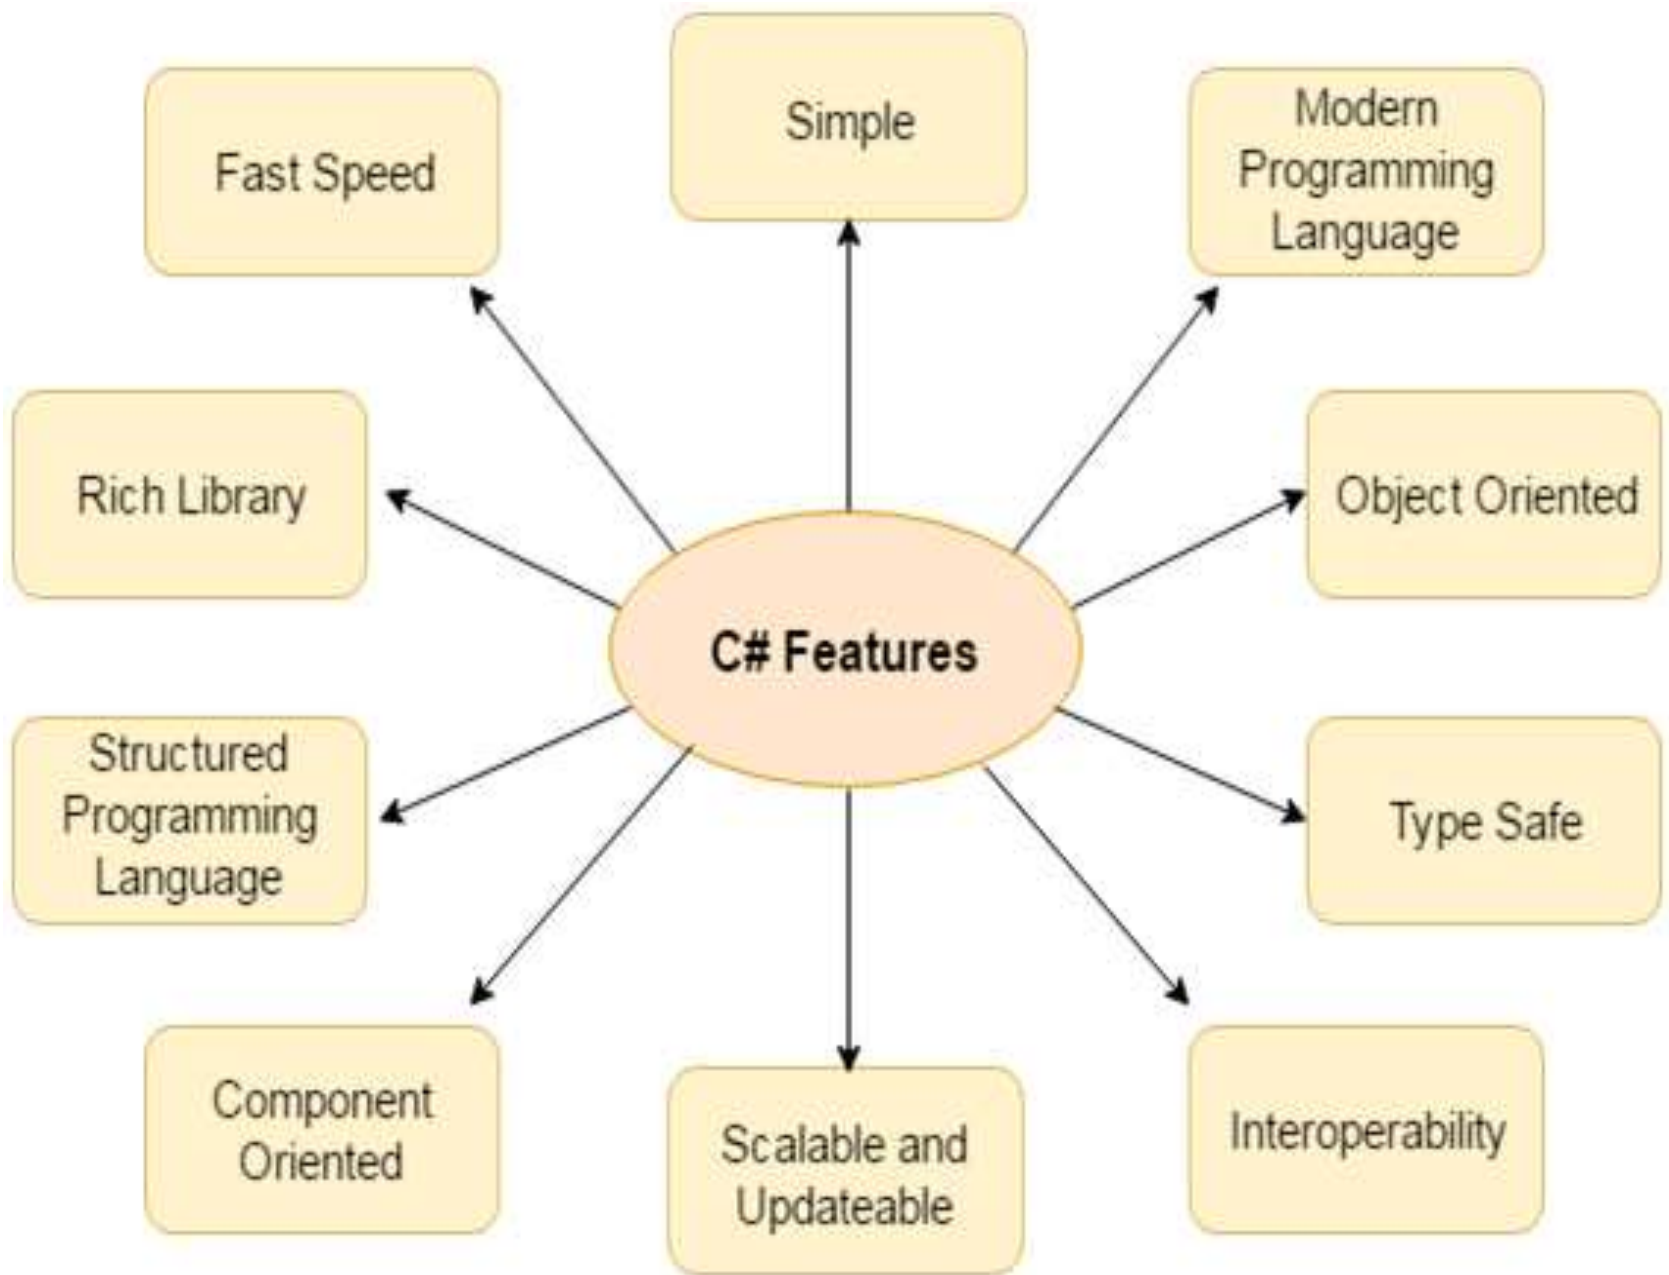 Simple
Fast Speed
Modern
Programming
Language
Rich Library
Object Oriented
C# Features
Structured
Programming
Language
Type Safe
Component
Oriented
Scalable and
Updateable
Interoperability